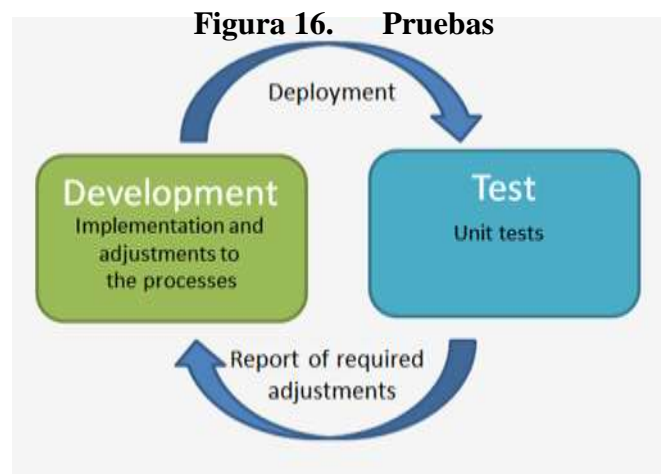 Figura 16. Pruebas
Deployment
Development
Implementation and
adjustments to
the processes
Test
Unit tests
Report of required
adjustments